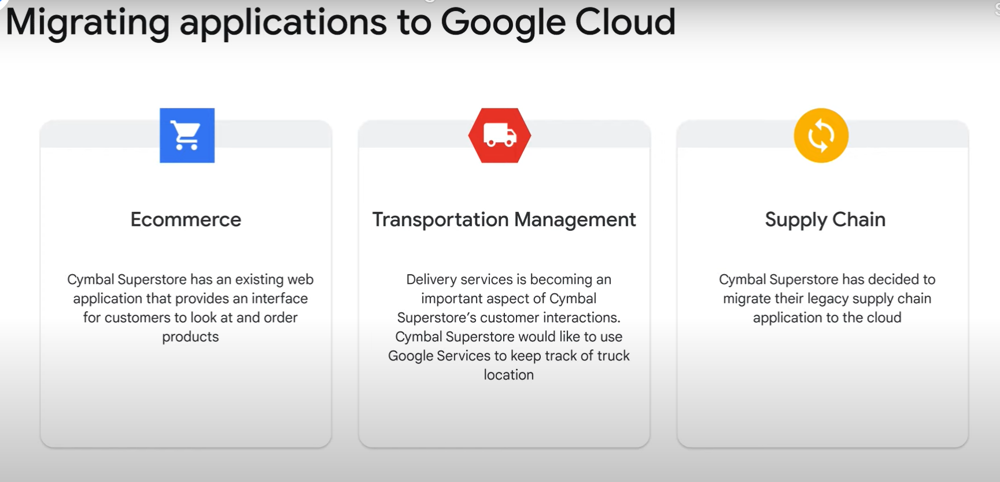 Migrating applications to Google Cloud
Ecommerce
Cymbal Superstore has an existing web
application that provides an interface
for customers to look at and order
products
Transportation Management
Delivery services is becoming an
important aspect of Cymbal
Superstore’s customer interactions.
Cymbal Superstore would like to use
Google Services to keep track of truck
location
Supply Chain
Cymbal Superstore has decided to
migrate their legacy supply chain
application to the cloud